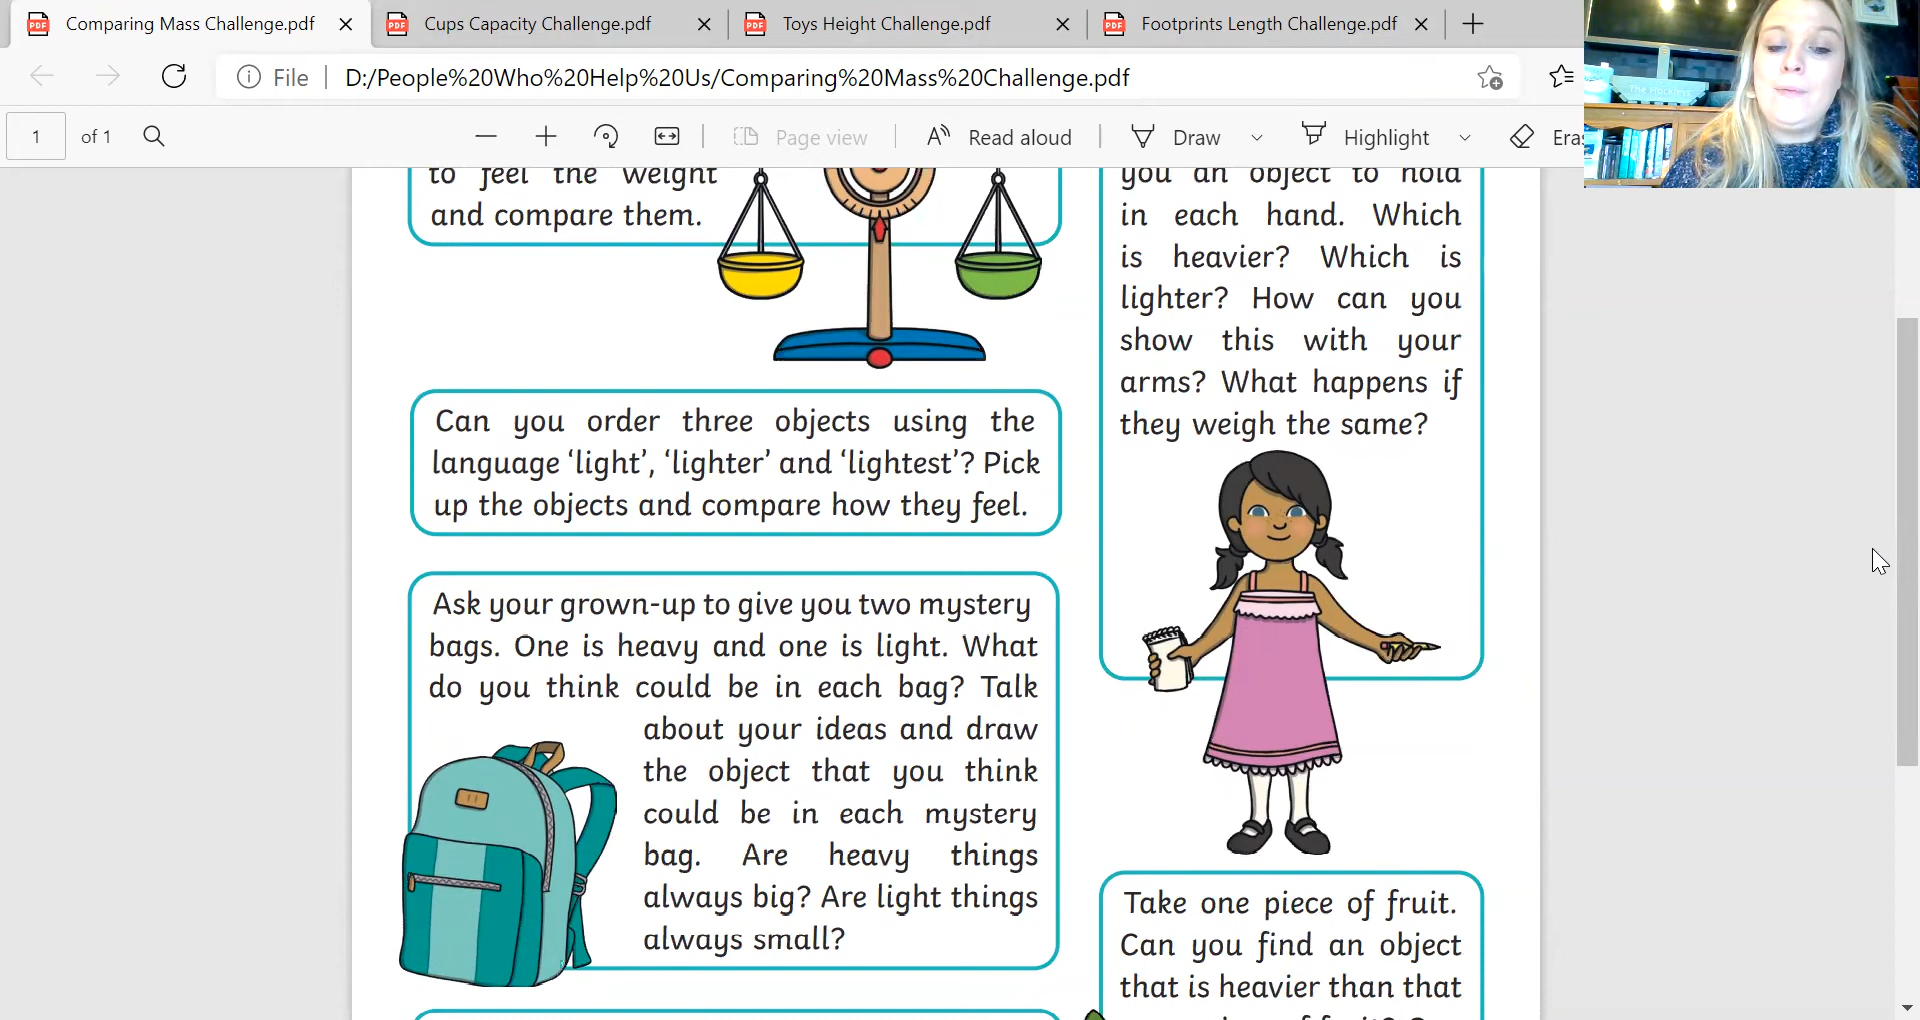 Comparing Mass Challenge.pdf
Cups Capacity Challenge.pdf
Toys Height Challenge.pdf
Footprints Length Challenge.pdf
File
D:/People%20Who%20Help%20Us/Comparing%20Mass%20Challenge.pdf
1
of 1
Page view
Read aloud
Draw
Highlight
Era
The Hockleys
to feel the weight
and compare them.
Can you order three objects using the
language ‘light’, ‘lighter’ and ‘lightest’? Pick
up the objects and compare how they feel.
Ask your grown-up to give you two mystery
bags. One is heavy and one is light. What
do you think could be in each bag? Talk
about your ideas and draw
the object that you think
could be in each mystery
bag. Are heavy things
always big? Are light things
always small?
you an object to hold
in each hand. Which
is heavier? Which is
lighter? How can you
show this with your
arms? What happens if
they weigh the same?
Take one piece of fruit.
Can you find an object
that is heavier than that